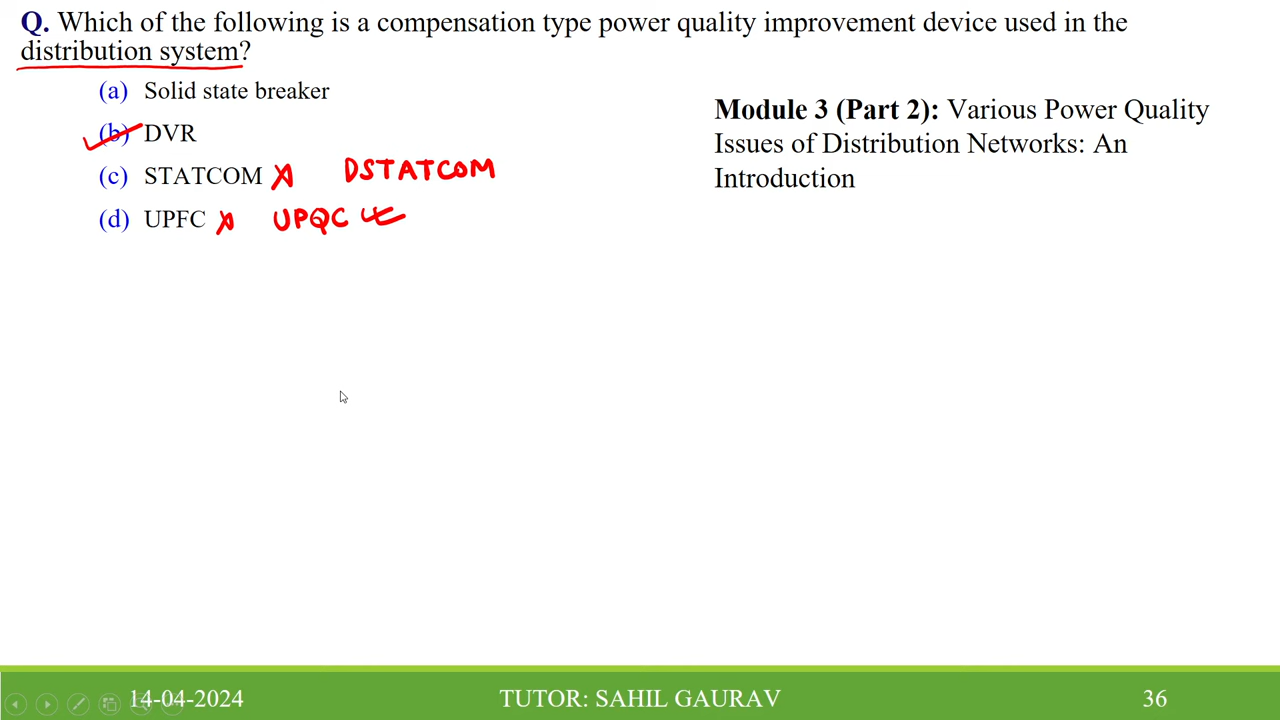 Q. Which of the following is a compensation type power quality improvement device used in the
distribution system?
(a) Solid state breaker
(b) DVR
(c) STATCOM DSTATCOM
(d) UPFC UPQC
Module 3 (Part 2): Various Power Quality
Issues of Distribution Networks: An
Introduction
14-04-2024 TUTOR: SAHIL GAURAV 36